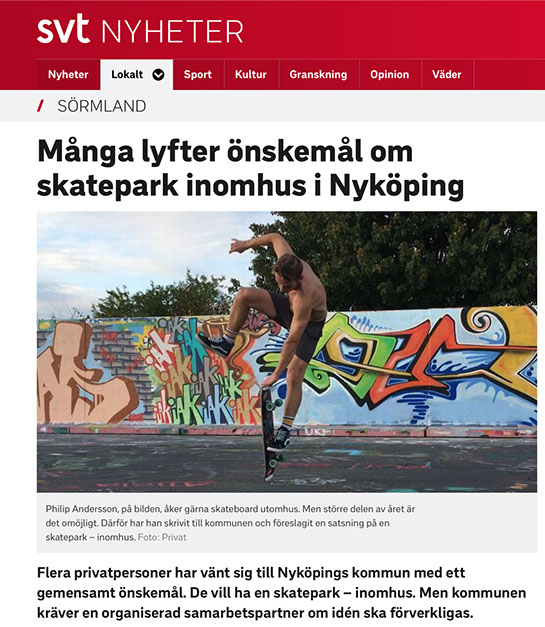 svt NYHETER
Nyheter Lokalt Sport Kultur Granskning Opinion Väder
/ SÖRMLAND
Många lyfter önskemål om
skatepark inomhus i Nyköping
Philip Andersson, på bilden, åker gärna skateboard utomhus. Men större delen av året är
det omöjligt. Därför har han skrivit till kommunen och föreslagit en satsning på en
skatepark – inomhus. Foto: Privat
Flera privatpersoner har vänt sig till Nyköpings kommun med ett
gemensamt önskemål. De vill ha en skatepark – inomhus. Men kommunen
kräver en organiserad samarbetspartner om idén ska förverkligas.